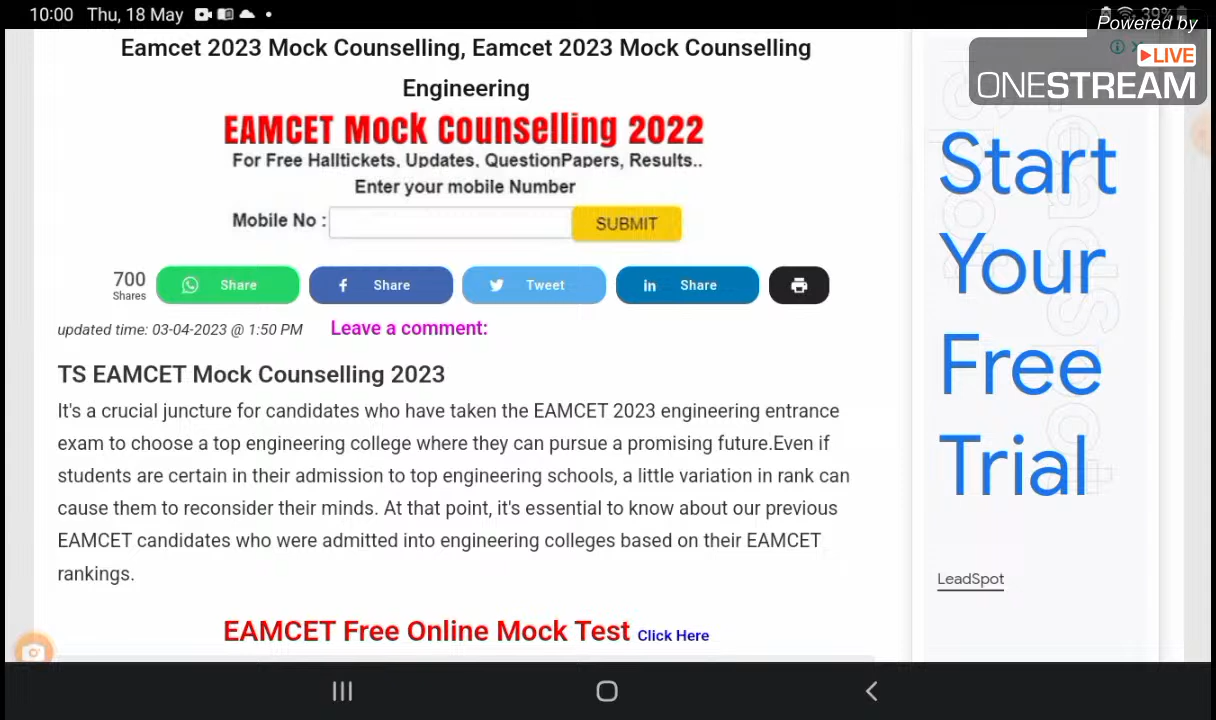 10:00 Thu, 18 May
39%
Powered by
LIVE
ONESTREAM
Eamcet 2023 Mock Counselling, Eamcet 2023 Mock Counselling
Engineering
EAMCET Mock Counselling 2022
For Free Halltickets, Updates, QuestionPapers, Results..
Enter your mobile Number
Mobile No : SUBMIT
700
Shares
Share
Share
Tweet
Share
updated time: 03-04-2023 @ 1:50 PM Leave a comment:
TS EAMCET Mock Counselling 2023
It's a crucial juncture for candidates who have taken the EAMCET 2023 engineering entrance
exam to choose a top engineering college where they can pursue a promising future.Even if
students are certain in their admission to top engineering schools, a little variation in rank can
cause them to reconsider their minds. At that point, it's essential to know about our previous
EAMCET candidates who were admitted into engineering colleges based on their EAMCET
rankings.
EAMCET Free Online Mock Test Click Here
Start
Your
Free
Trial
LeadSpot